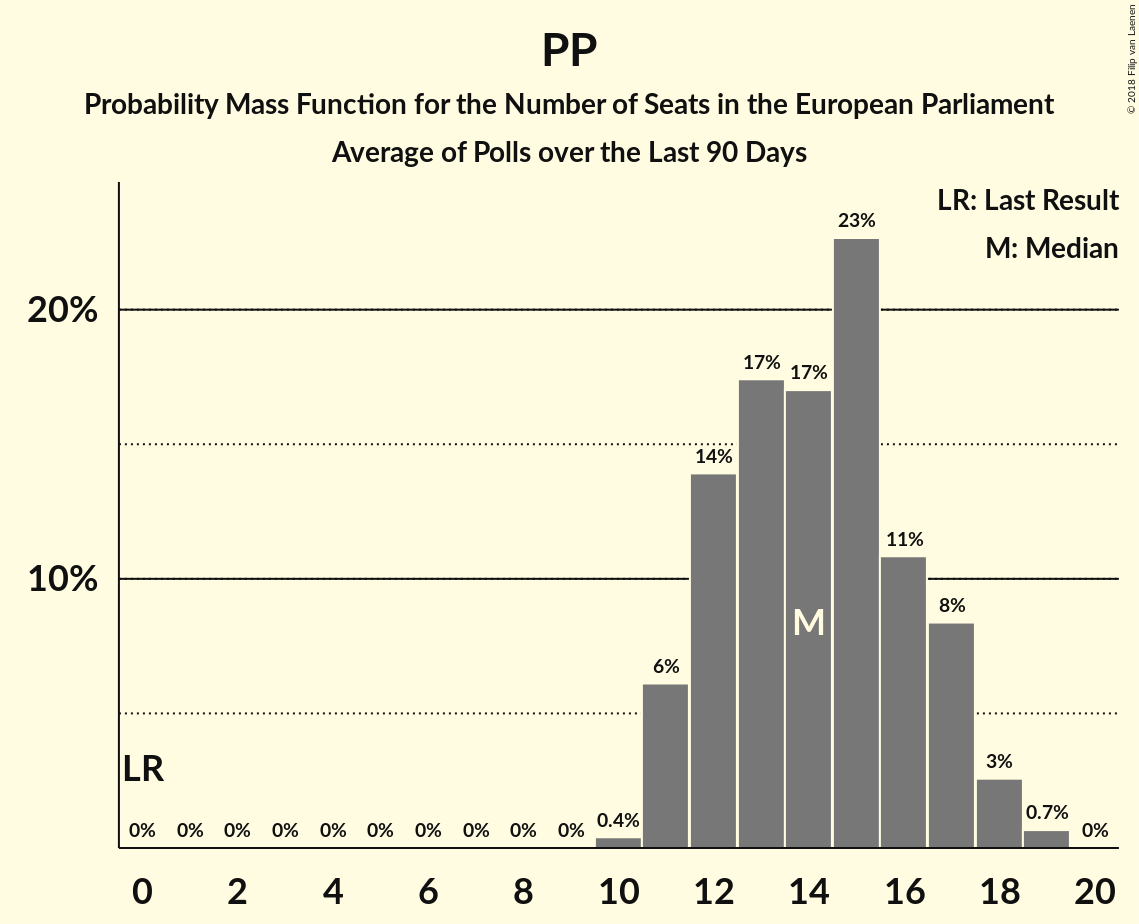 PP
Probability Mass Function for the Number of Seats in the European Parliament
Average of Polls over the Last 90 Days
© 2018 Filip van Laenen
LR: Last Result
M: Median
20%
10%
0% 0% 0% 0% 0% 0% 0% 0% 0% 0% 0.4% 6% 14% 17% 17% 23% 11% 8% 3% 0.7% 0%
LR
M
0 2 4 6 8 10 12 14 16 18 20